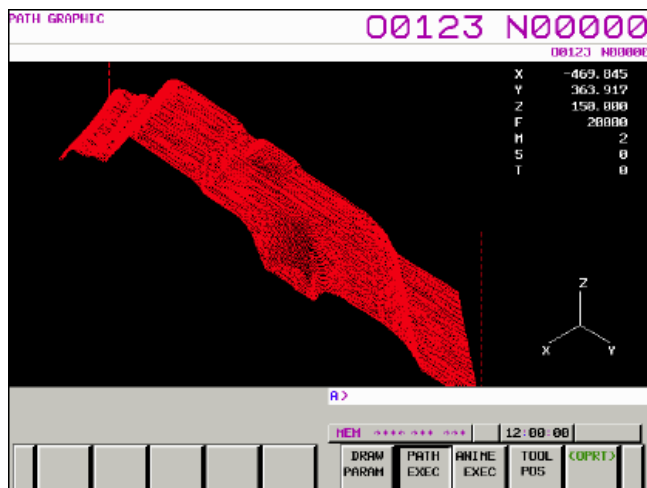 PATH GRAPHIC
O0123 N00000
O0123 N00000
X -469.845
Y 363.917
Z 150.000
F 20000
M 2
S 0
T 0
Z
X Y
A>
MEM **** *** *** 12:00:00
DRAW PARAM
PATH EXEC
ANIME EXEC
TOOL POS
(OPRT)